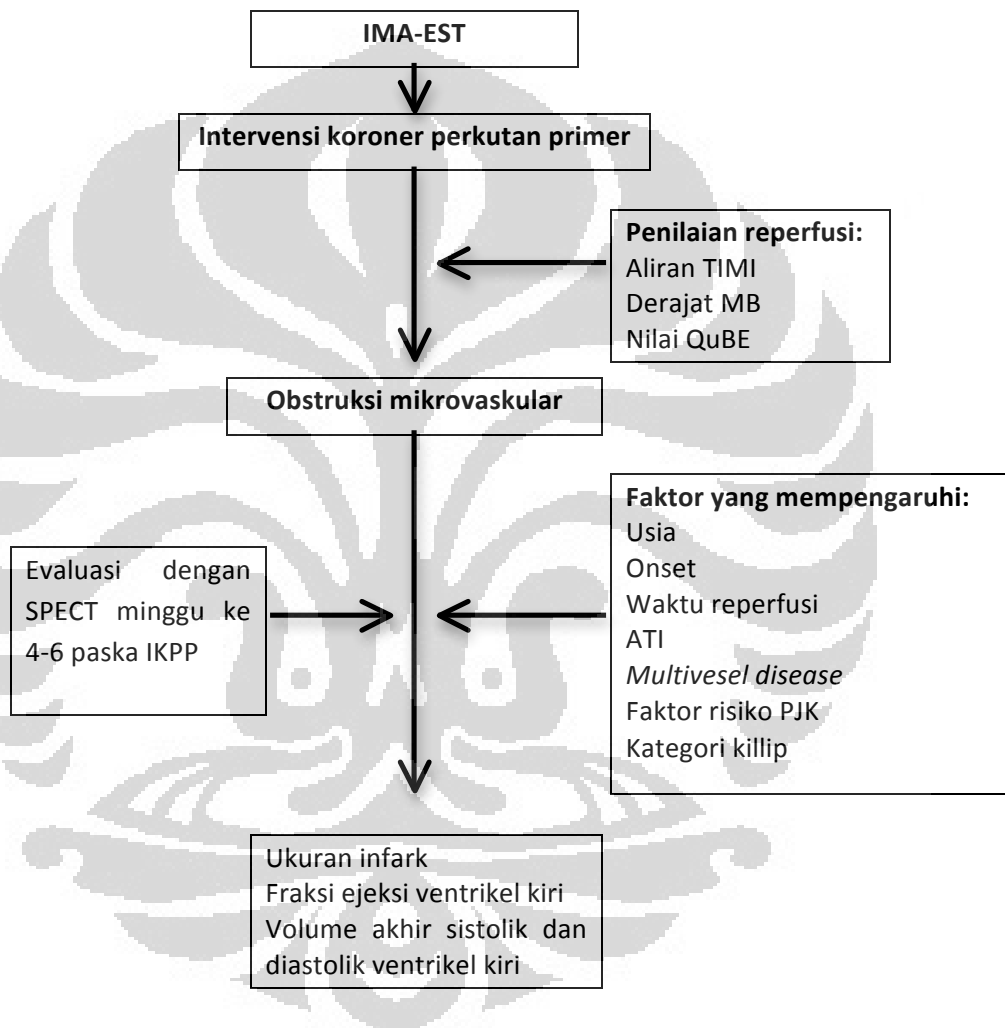 IMA-EST
Intervensi koroner perkutan primer
Penilaian reperfusi:
Aliran TIMI
Derajat MB
Nilai QuBE
Obstruksi mikrovaskular
Faktor yang mempengaruhi:
Usia
Onset
Waktu reperfusi
ATI
Multivesel disease
Faktor risiko PJK
Kategori killip
Evaluasi dengan
SPECT minggu ke
4-6 paska IKPP
Ukuran infark
Fraksi ejeksi ventrikel kiri
Volume akhir sistolik dan
diastolik ventrikel kiri